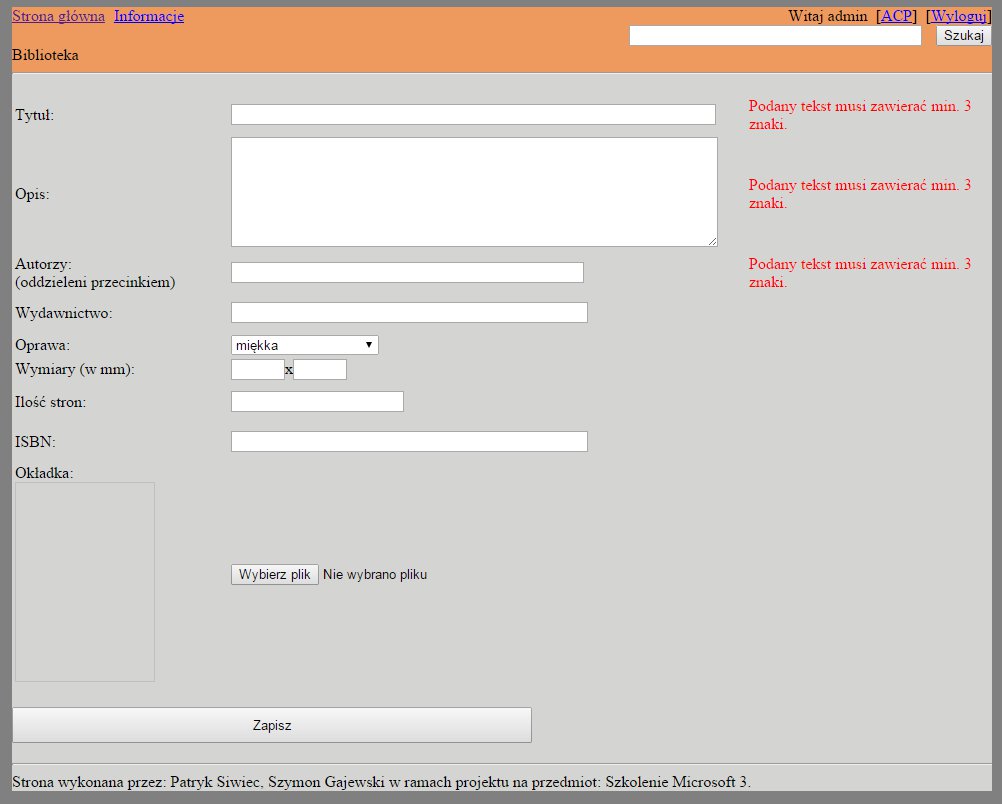 Strona główna Informacje Witaj admin [ACP] [Wyloguj]
Szukaj
Biblioteka
Tytuł:
Podany tekst musi zawierać min. 3
znaki.
Opis:
Podany tekst musi zawierać min. 3
znaki.
Autorzy:
(oddzieleni przecinkiem)
Podany tekst musi zawierać min. 3
znaki.
Wydawnictwo:
Oprawa: miękka
Wymiary (w mm): x
Ilość stron:
ISBN:
Okładka:
Wybierz plik Nie wybrano pliku
Zapisz
Strona wykonana przez: Patryk Siwiec, Szymon Gajewski w ramach projektu na przedmiot: Szkolenie Microsoft 3.